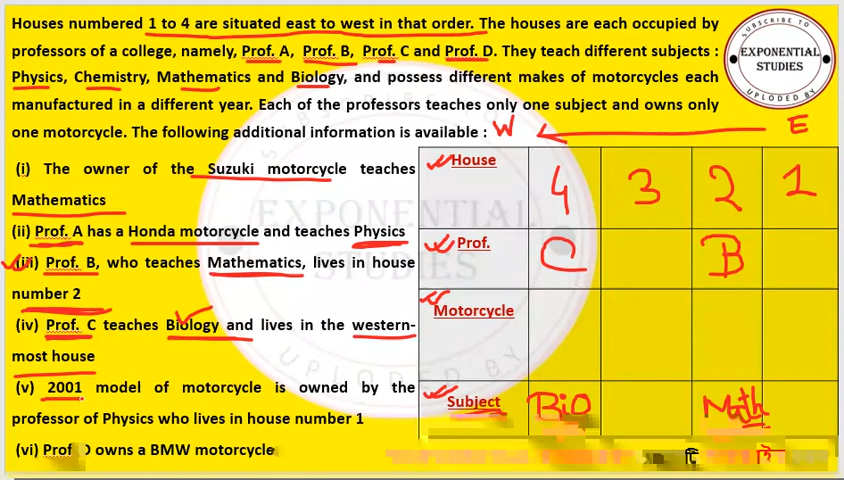 Houses numbered 1 to 4 are situated east to west in that order. The houses are each occupied by
professors of a college, namely, Prof. A, Prof. B, Prof. C and Prof. D. They teach different subjects :
Physics, Chemistry, Mathematics and Biology, and possess different makes of motorcycles each
manufactured in a different year. Each of the professors teaches only one subject and owns only
one motorcycle. The following additional information is available :
SUBSCRIBE TO
EXPONENTIAL
STUDIES
UPLODED BY
W E
(i) The owner of the Suzuki motorcycle teaches
Mathematics
(ii) Prof. A has a Honda motorcycle and teaches Physics
(iii) Prof. B, who teaches Mathematics, lives in house
number 2
(iv) Prof. C teaches Biology and lives in the western-
most house
(v) 2001 model of motorcycle is owned by the
professor of Physics who lives in house number 1
(vi) Prof D owns a BMW motorcycle
House 4 3 2 1
Prof. C B
Motorcycle
Subject Bio Math
EXPONENTIAL
STUDIES
UPLODED BY